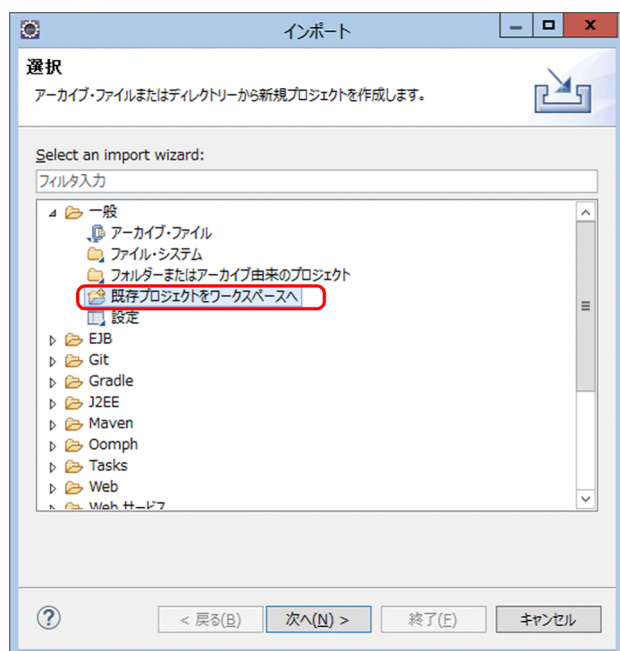 インポート
選択
アーカイブ・ファイルまたはディレクトリーから新規プロジェクトを作成します。
Select an import wizard:
フィルタ入力
一般
アーカイブ・ファイル
ファイル・システム
フォルダーまたはアーカイブ由来のプロジェクト
既存プロジェクトをワークスペースへ
設定
EJB
Git
Gradle
J2EE
Maven
Oomph
Tasks
Web
Web サービス
< 戻る(B)
次へ(N) >
終了(F)
キャンセル